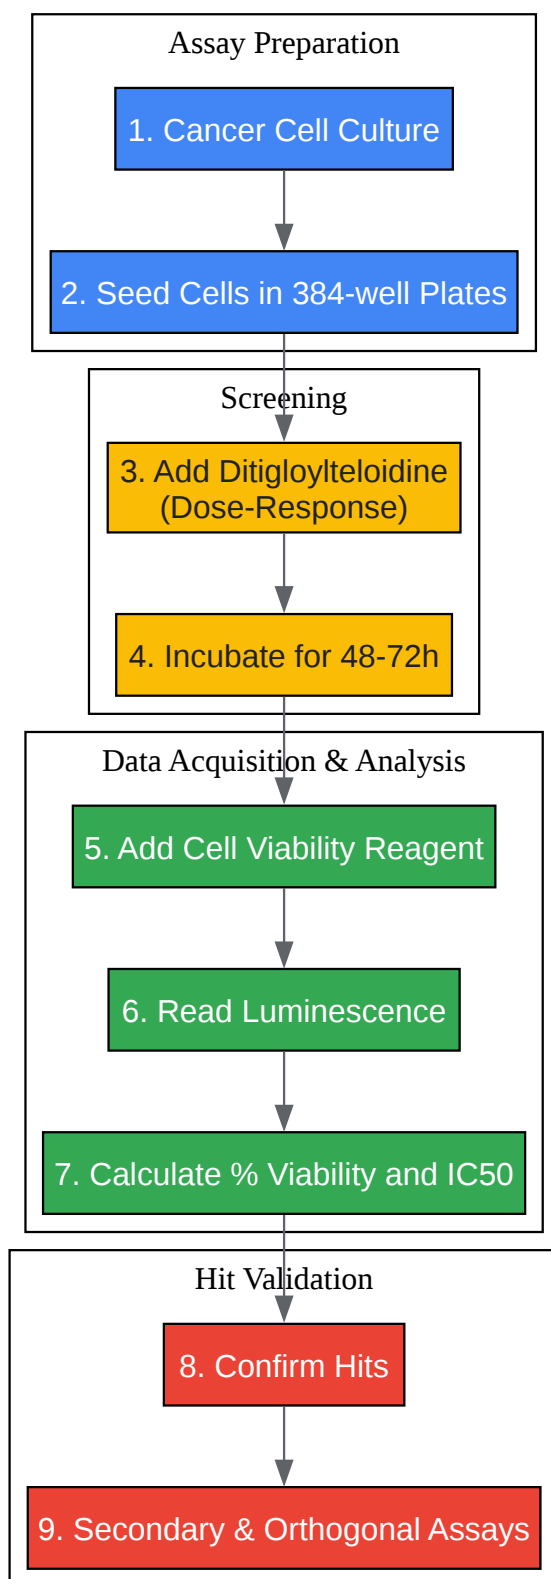 Assay Preparation
1. Cancer Cell Culture
2. Seed Cells in 384-well Plates
Screening
3. Add Ditigloylteloidine
(Dose-Response)
4. Incubate for 48-72h
Data Acquisition & Analysis
5. Add Cell Viability Reagent
6. Read Luminescence
7. Calculate % Viability and IC50
Hit Validation
8. Confirm Hits
9. Secondary & Orthogonal Assays